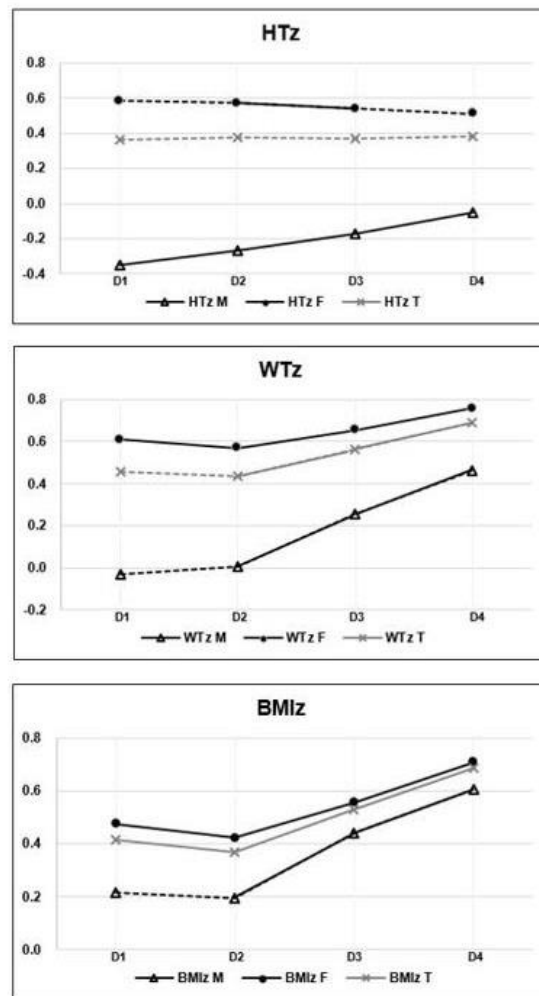 HTz
0.8
0.6
0.4
0.2
0.0
-0.2
-0.4
D1 D2 D3 D4
HTz M HTz F HTz T
WTz
0.8
0.6
0.4
0.2
0.0
-0.2
D1 D2 D3 D4
WTz M WTz F WTz T
BMIz
0.8
0.6
0.4
0.2
0.0
D1 D2 D3 D4
BMIz M BMIz F BMIz T